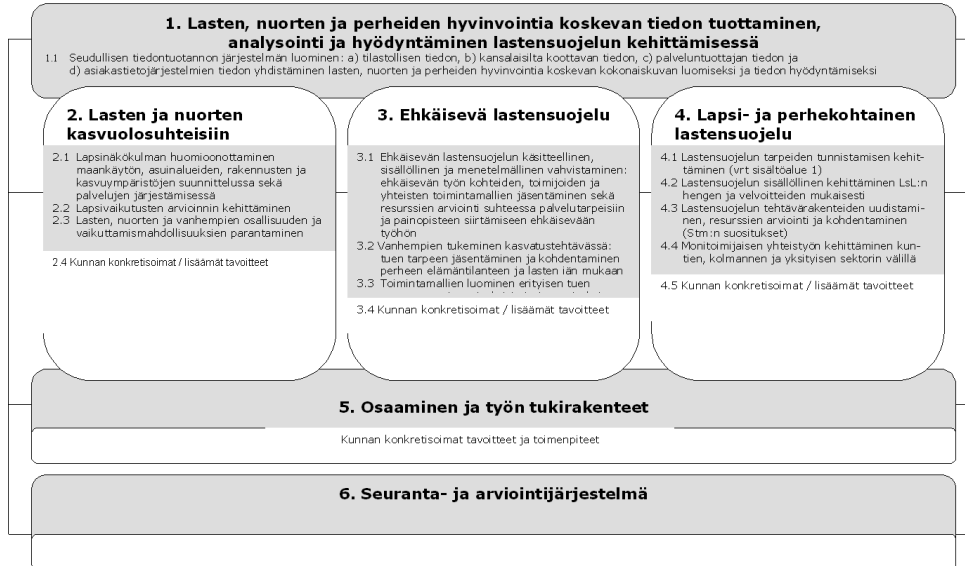 1. Lasten, nuorten ja perheiden hyvinvointia koskevan tiedon tuottaminen,
analysointi ja hyödyntäminen lastensuojelun kehittämisessä
1.1 Seudullisen tiedontuotannon järjestelmän luominen: a) tilastollisen tiedon, b) kansalaisilta koottavan tiedon, c) palveluntuottajan tiedon ja
d) asiakastietojärjestelmien tiedon yhdistäminen lasten, nuorten ja perheiden hyvinvointia koskevan kokonaiskuvan luomiseksi ja tiedon hyödyntämiseksi
2. Lasten ja nuorten
kasvuolosuhteisiin
2.1 Lapsinäkökulman huomioonottaminen
maankäytön, asuinalueiden, rakennusten ja
kasvuympäristöjen suunnittelussa sekä
palvelujen järjestämisessä
2.2 Lapsivaikutusten arvioinnin kehittäminen
2.3 Lasten, nuorten ja vanhempien osallisuuden ja
vaikuttamismahdollisuuksien parantaminen
2.4 Kunnan konkretisoimat / lisäämät tavoitteet
3. Ehkäisevä lastensuojelu
3.1 Ehkäisevän lastensuojelun käsitteellinen,
sisällöllinen ja menetelmällinen vahvistaminen:
ehkäisevän työn kohteiden, toimijoiden ja
yhteisten toimintamallien jäsentäminen sekä
resurssien arviointi suhteessa palvelutarpeisiin
ja painopisteen siirtämiseen ehkäisevään
työhön
3.2 Vanhempien tukeminen kasvatustehtävässä:
tuen tarpeen jäsentäminen ja kohdentaminen
perheen elämäntilanteen ja lasten iän mukaan
3.3 Toimintamallien luominen erityisen tuen
3.4 Kunnan konkretisoimat / lisäämät tavoitteet
4. Lapsi- ja perhekohtainen
lastensuojelu
4.1 Lastensuojelun tarpeiden tunnistamisen kehit-
täminen (vrt sisältöalue 1)
4.2 Lastensuojelun sisällöllinen kehittäminen LsL:n
hengen ja velvoitteiden mukaisesti
4.3 Lastensuojelun tehtävärakenteiden uudistami-
nen, resurssien arviointi ja kohdentaminen
(Stm:n suositukset)
4.4 Monitoimijaisen yhteistyön kehittäminen kun-
tien, kolmannen ja yksityisen sektorin välillä
4.5 Kunnan konkretisoimat / lisäämät tavoitteet
5. Osaaminen ja työn tukirakenteet
Kunnan konkretisoimat tavoitteet ja toimenpiteet
6. Seuranta- ja arviointijärjestelmä